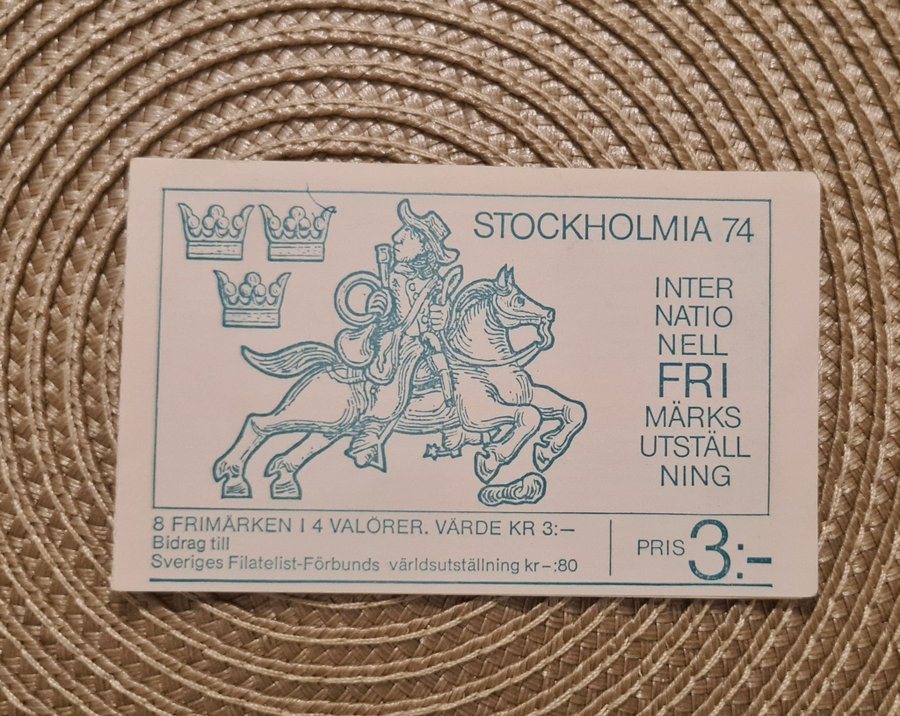 STOCKHOLMIA 74
INTER
NATIO
NELL
FRI
MÄRKS
UTSTÄLL
NING
8 FRIMÄRKEN I 4 VALÖRER. VÄRDE KR 3:–
Bidrag till
Sveriges Filatelist-Förbunds världsutställning kr –:80
PRIS 3:–